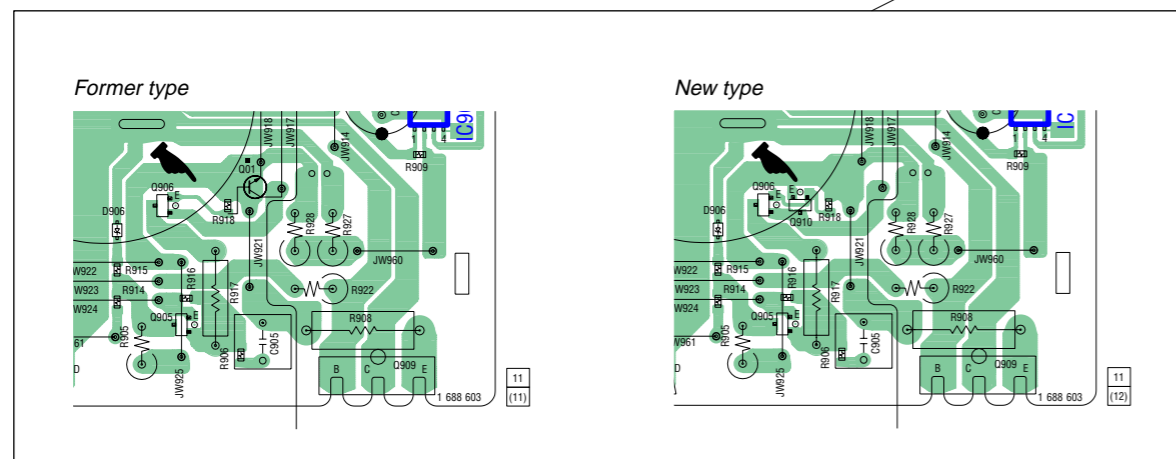 Former type
JW918
JW917
JW914
C
IC9
R909
Q01
Q906
E
D906
R918
R928
R927
JW921
JW960
W922
R915
R916
W923
R914
R917
R922
W924
Q905
E
R908
961
R905
R906
C905
D
JW925
B
C
Q909
E
1 688 603
11
(11)
New type
JW918
JW917
JW914
C
IC
R909
Q906
E
E
D906
Q910
R918
R928
R927
JW921
JW960
W922
R915
R916
W923
R914
R917
R922
W924
Q905
E
R908
W961
R905
R906
C905
D
JW925
B
C
Q909
E
1 688 603
11
(12)